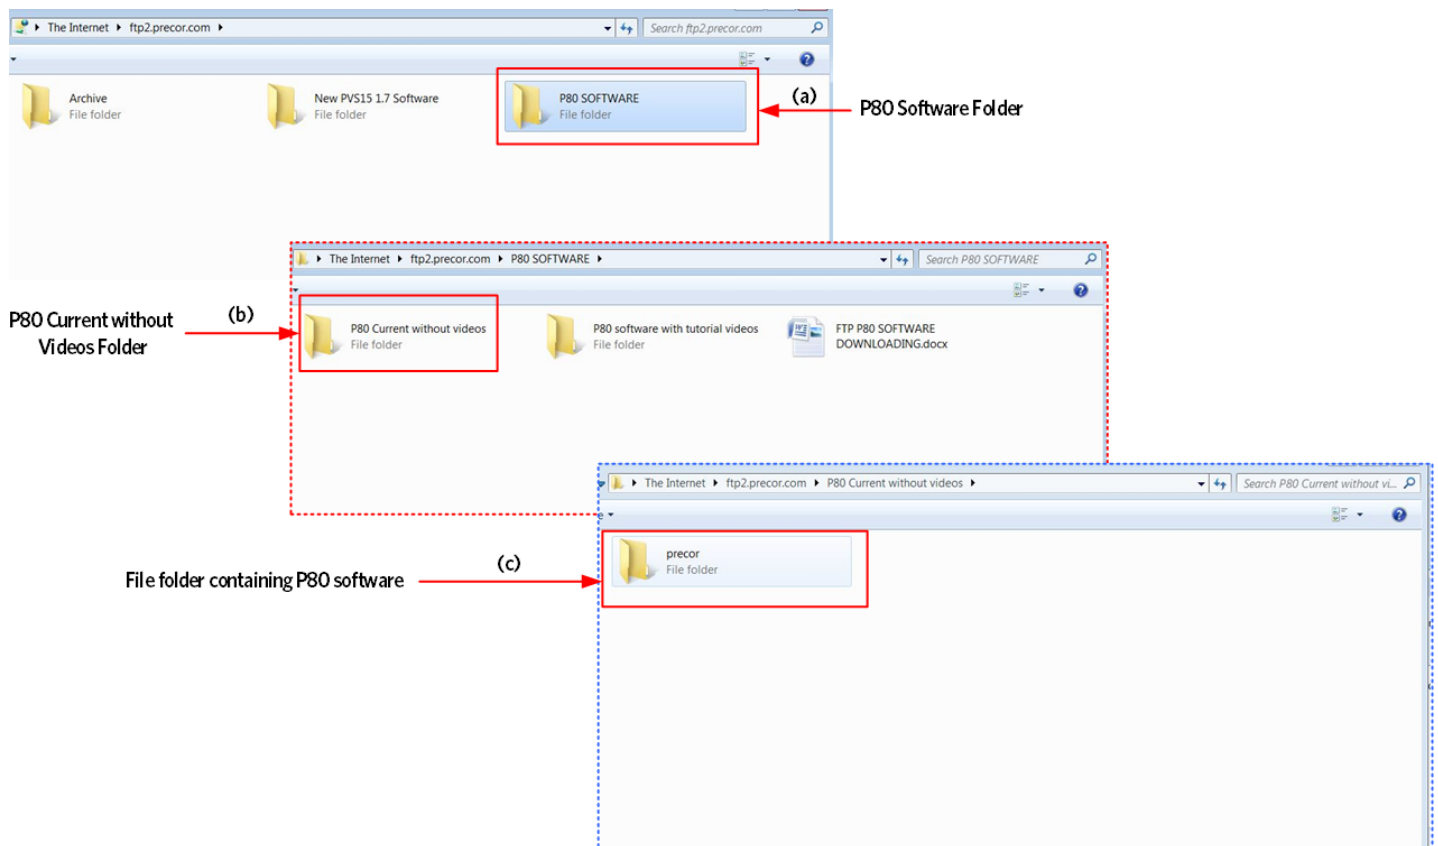 The Internet ftp2.precor.com
Search ftp2.precor.com
Archive
File folder
New PVS15 1.7 Software
File folder
P80 SOFTWARE
File folder
(a)
P80 Software Folder
The Internet ftp2.precor.com P80 SOFTWARE
Search P80 SOFTWARE
P80 Current without
Videos Folder
(b)
P80 Current without videos
File folder
P80 software with tutorial videos
File folder
FTP P80 SOFTWARE
DOWNLOADING.docx
The Internet ftp2.precor.com P80 Current without videos
Search P80 Current without vi...
e
precor
File folder
(c)
File folder containing P80 software